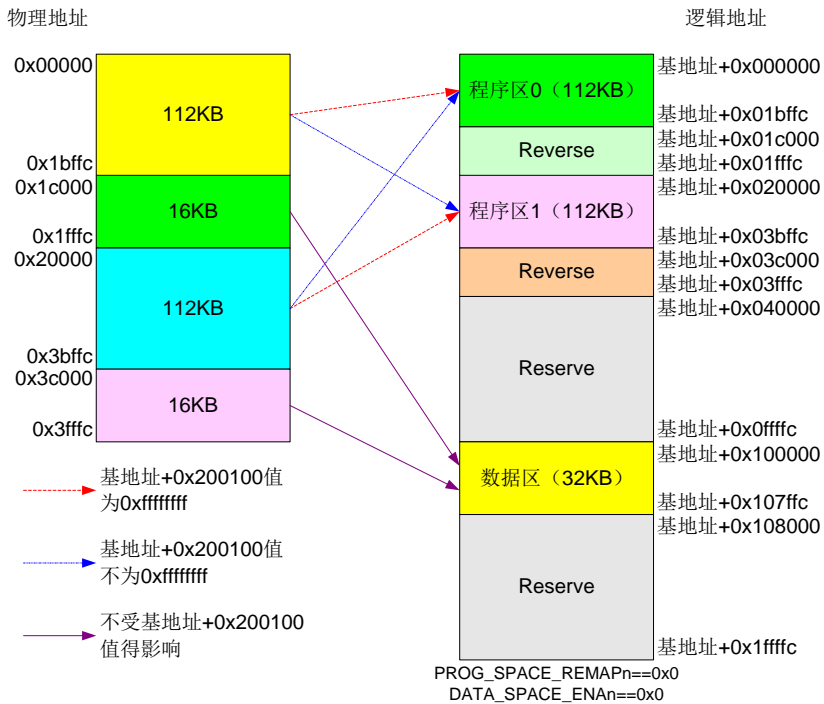 物理地址
0x00000
112KB
0x1bffc
0x1c000
16KB
0x1fffc
0x20000
112KB
0x3bffc
0x3c000
16KB
0x3fffc
基地址+0x200100值
为0xffffffff
基地址+0x200100值
不为0xffffffff
不受基地址+0x200100
值得影响
逻辑地址
基地址+0x000000
程序区0（112KB）
基地址+0x01bffc
基地址+0x01c000
Reverse
基地址+0x01fffc
基地址+0x020000
程序区1（112KB）
基地址+0x03bffc
基地址+0x03c000
Reverse
基地址+0x03fffc
基地址+0x040000
Reserve
基地址+0x0ffffc
基地址+0x100000
数据区（32KB）
基地址+0x107ffc
基地址+0x108000
Reserve
基地址+0x1ffffc
PROG_SPACE_REMAPn==0x0
DATA_SPACE_ENAn==0x0